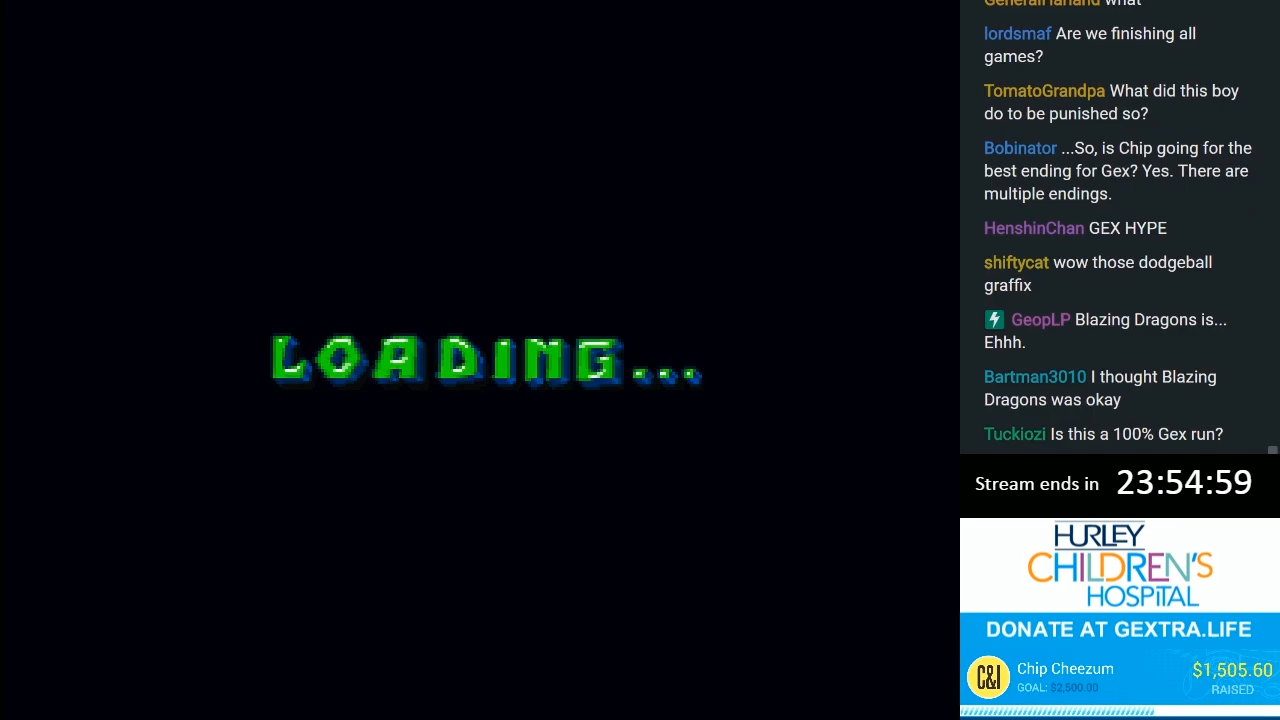 GeneralHarland what
lordsmaf Are we finishing all
games?
TomatoGrandpa What did this boy
do to be punished so?
Bobinator ...So, is Chip going for the
best ending for Gex? Yes. There are
multiple endings.
HenshinChan GEX HYPE
shiftycat wow those dodgeball
graffix
GeopLP Blazing Dragons is...
Ehhh.
Bartman3010 I thought Blazing
Dragons was okay
Tuckiozi Is this a 100% Gex run?
LOADING...
Stream ends in 23:54:59
HURLEY
CHILDREN'S
HOSPITAL
DONATE AT GEXTRA.LIFE
C&I
Chip Cheezum $1,505.60
GOAL: $2,500.00 RAISED